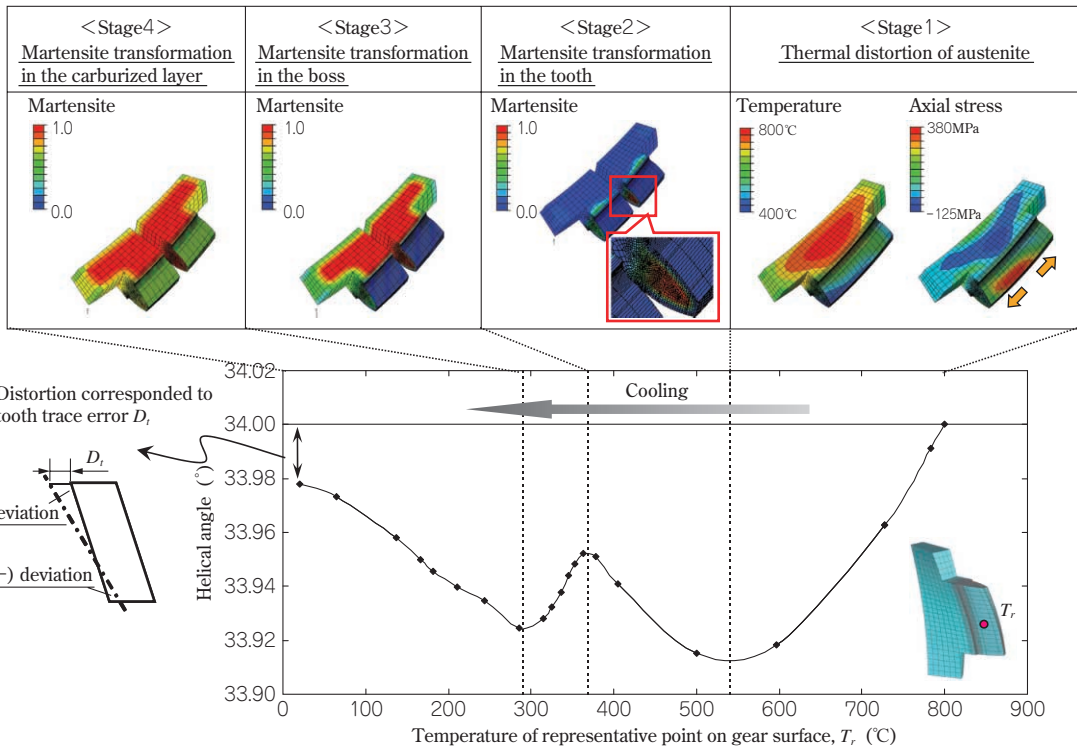 <Stage4>
Martensite transformation
in the carburized layer
<Stage3>
Martensite transformation
in the boss
<Stage2>
Martensite transformation
in the tooth
<Stage1>
Thermal distortion of austenite
Martensite
1.0
0.0
Martensite
1.0
0.0
Martensite
1.0
0.0
Temperature
800℃
400℃
Axial stress
380MPa
−125MPa
Distortion corresponded to
tooth trace error Dt
Dt
eviation
−) deviation
Cooling
Helical angle (°)
34.02
34.00
33.98
33.96
33.94
33.92
33.90
0 100 200 300 400 500 600 700 800 900
Temperature of representative point on gear surface, Tr (℃)
Tr